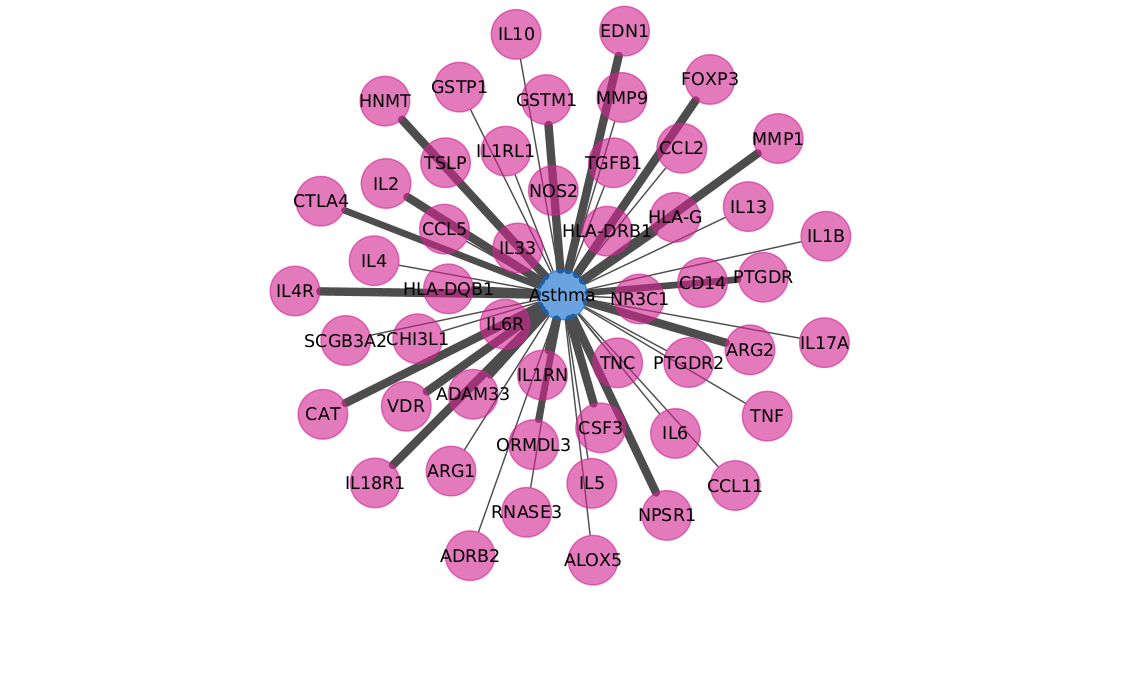 EDN1
IL10
FOXP3
GSTP1
MMP9
GSTM1
HNMT
MMP1
CCL2
IL1RL1
TSLP
TGFB1
IL2
NOS2
CTLA4
IL13
HLA-G
CCL5
HLA-DRB1
IL1B
IL33
IL4
PTGDR
CD14
HLA-DQB1
IL4R
Asthma
NR3C1
IL6R
CHI3L1
SCGB3A2
IL17A
ARG2
TNC
PTGDR2
IL1RN
ADAM33
VDR
CAT
TNF
CSF3
IL6
ORMDL3
ARG1
IL18R1
IL5
CCL11
RNASE3
NPSR1
ADRB2
ALOX5